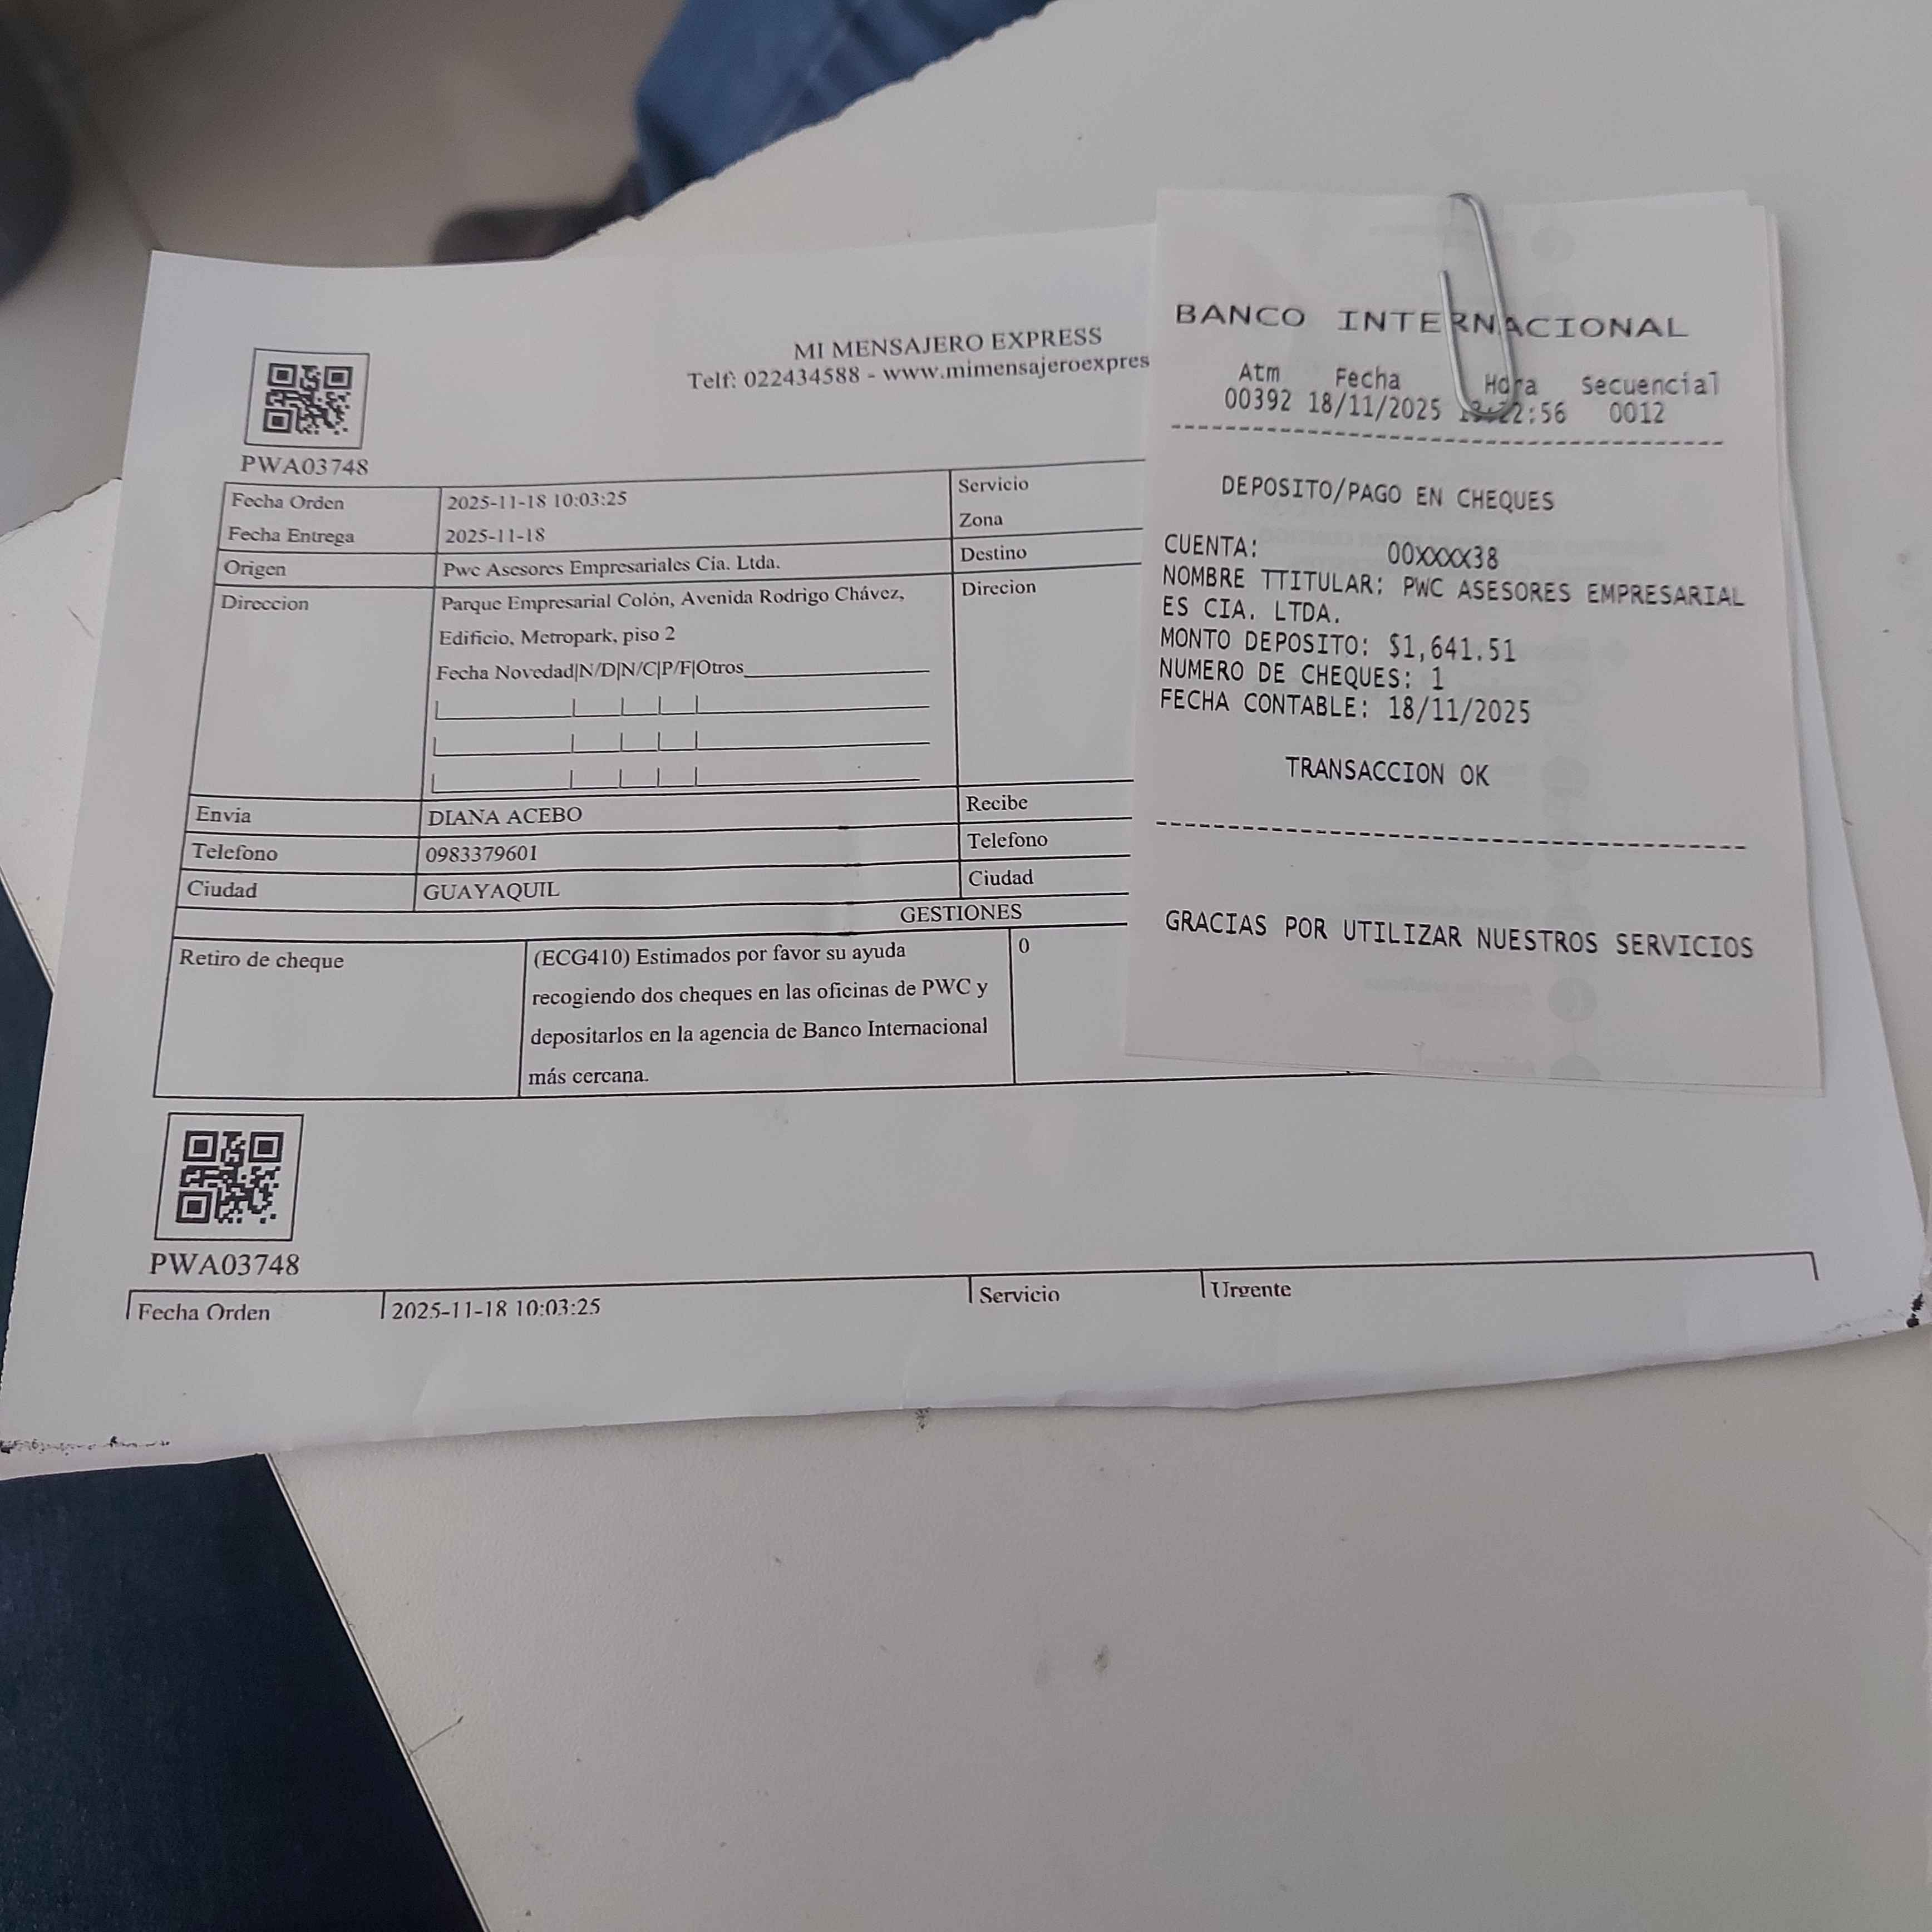 MI MENSAJERO EXPRESS
Telf: 022434588 - www.mimensajeroexpres
PWA03748
Fecha Orden 2025-11-18 10:03:25 Servicio
Fecha Entrega 2025-11-18 Zona
Origen Pwc Asesores Empresariales Cia. Ltda. Destino
Direccion Parque Empresarial Colón, Avenida Rodrigo Chávez, Direcion
Edificio, Metropark, piso 2
Fecha Novedad|N/D|N/C|P/F|Otros
Envia DIANA ACEBO Recibe
Telefono 0983379601 Telefono
Ciudad GUAYAQUIL Ciudad
GESTIONES
Retiro de cheque (ECG410) Estimados por favor su ayuda 0
recogiendo dos cheques en las oficinas de PWC y
depositarlos en la agencia de Banco Internacional
más cercana.
PWA03748
Fecha Orden 2025-11-18 10:03:25 Servicio Urgente
BANCO INTERNACIONAL
Atm Fecha Hora Secuencial
00392 18/11/2025 0012
DEPOSITO/PAGO EN CHEQUES
CUENTA: 00XXXX38
NOMBRE TTITULAR: PWC ASESORES EMPRESARIAL
ES CIA. LTDA.
MONTO DEPOSITO: $1,641.51
NUMERO DE CHEQUES: 1
FECHA CONTABLE: 18/11/2025
TRANSACCION OK
GRACIAS POR UTILIZAR NUESTROS SERVICIOS